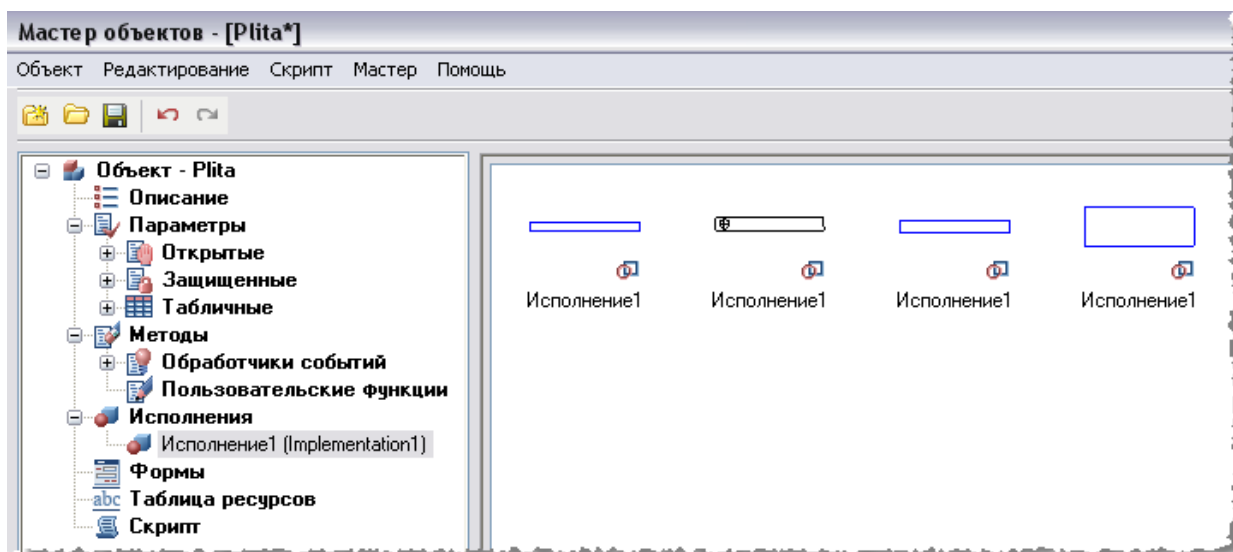 Мастер объектов - [Plita*]
Объект Редактирование Скрипт Мастер Помощь
Объект - Plita
Описание
Параметры
Открытые
Защищенные
Табличные
Методы
Обработчики событий
Пользовательские функции
Исполнения
Исполнение1 (Implementation1)
Формы
abc Таблица ресурсов
Скрипт
Исполнение1 Исполнение1 Исполнение1 Исполнение1